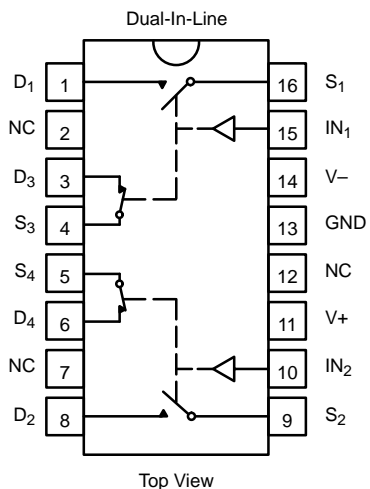 Dual-In-Line
D1 1 16 S1
NC 2 15 IN1
D3 3 14 V–
S3 4 13 GND
S4 5 12 NC
D4 6 11 V+
NC 7 10 IN2
D2 8 9 S2
Top View